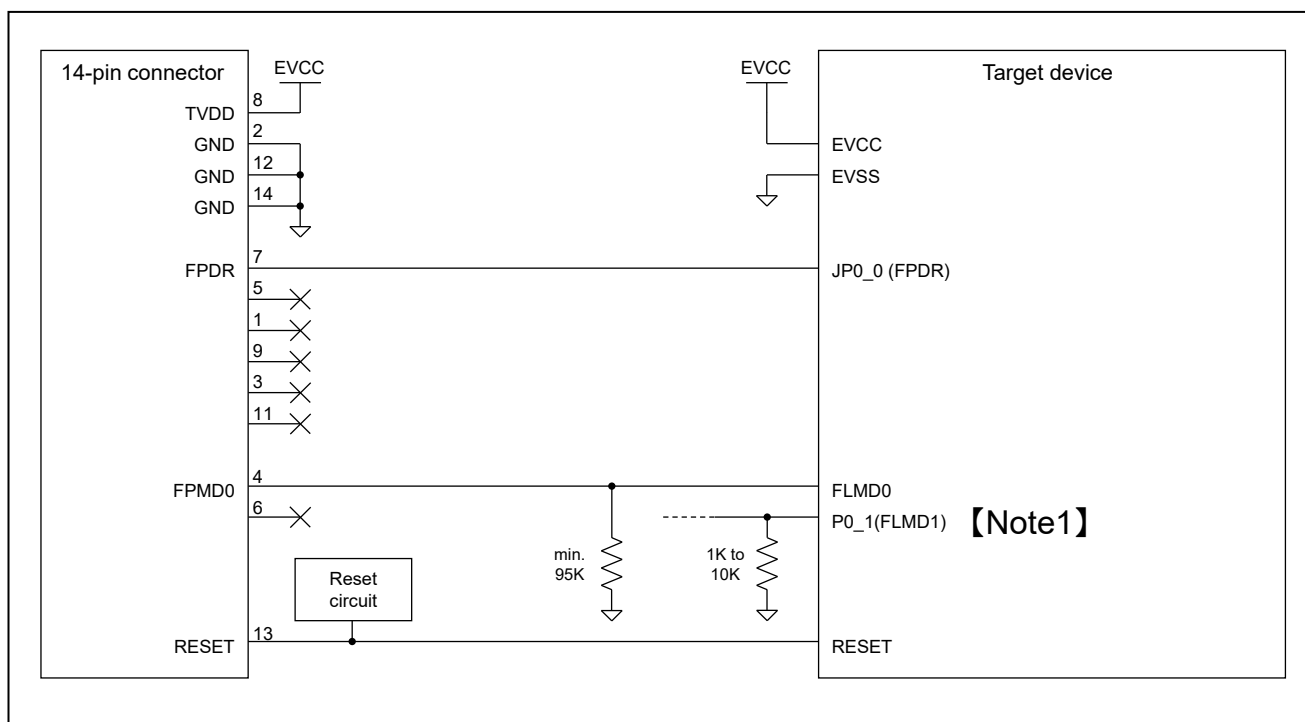 14-pin connector
EVCC
EVCC
Target device
8
TVDD
2
GND
EVCC
12
GND
EVSS
14
GND
7
FPDR
JP0_0 (FPDR)
5
1
9
3
11
4
FPMD0
FLMD0
6
P0_1(FLMD1) 【Note1】
min.
95K
1K to
10K
Reset
circuit
13
RESET
RESET